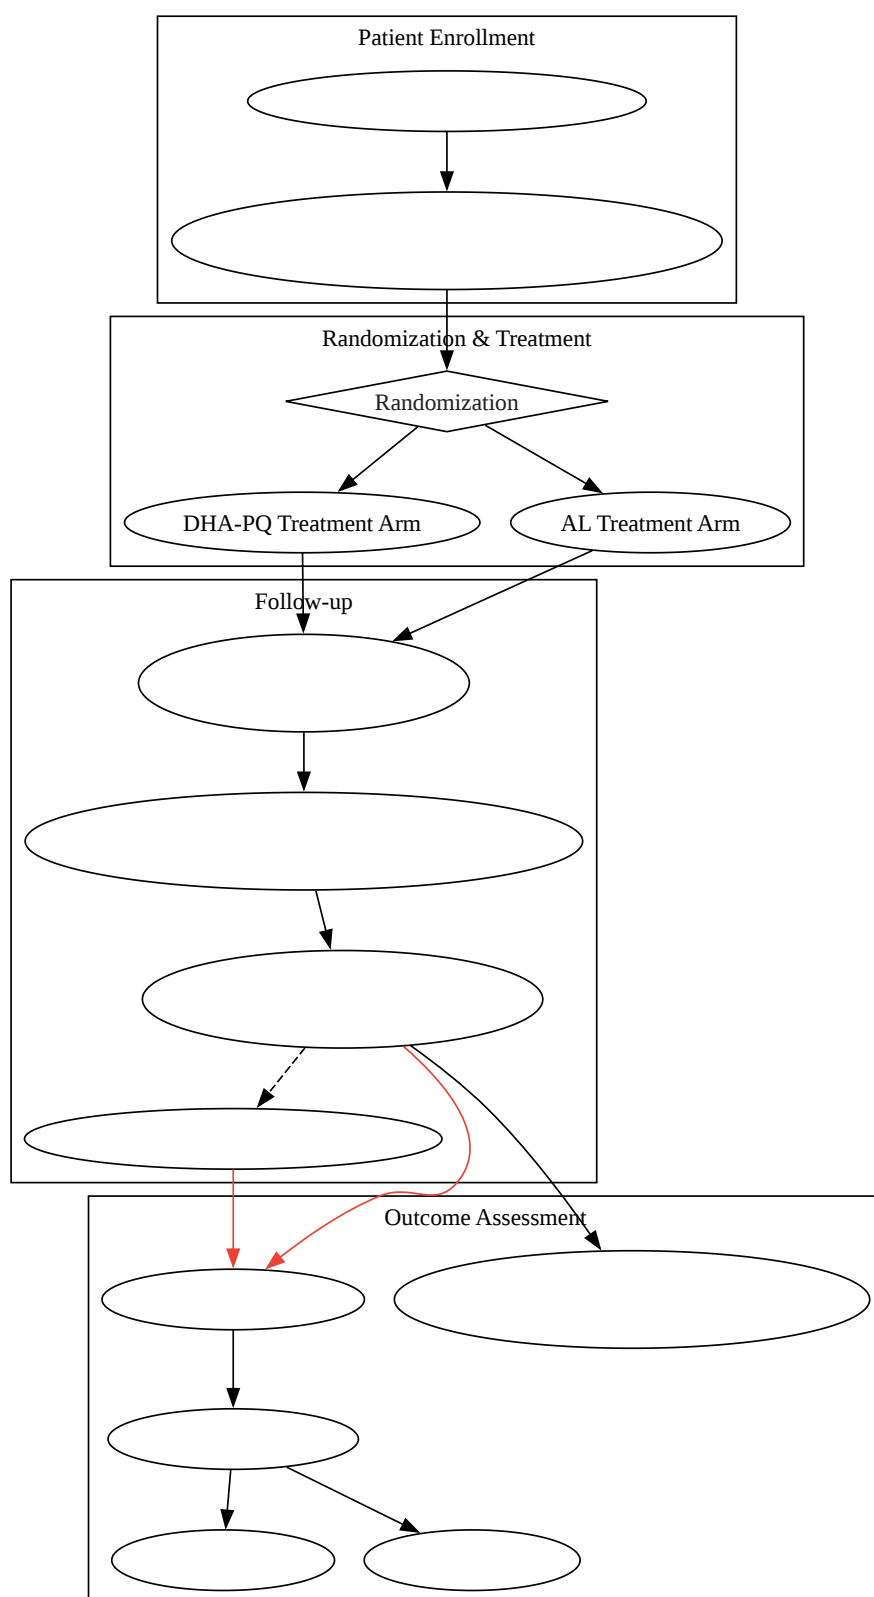 Patient Enrollment
Randomization & Treatment
Randomization
DHA-PQ Treatment Arm
AL Treatment Arm
Follow-up
Outcome Assessment